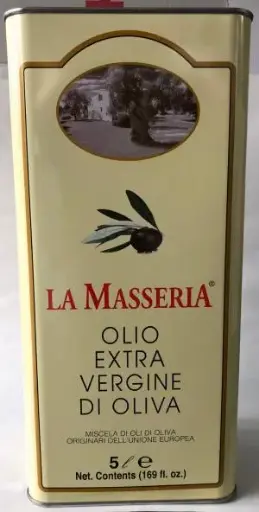 LA MASSERIA®
OLIO
EXTRA
VERGINE
DI OLIVA
MISCELA DI OLI DI OLIVA
ORIGINARI DELL'UNIONE EUROPEA
5 ℓ e
Net. Contents (169 fl. oz.)